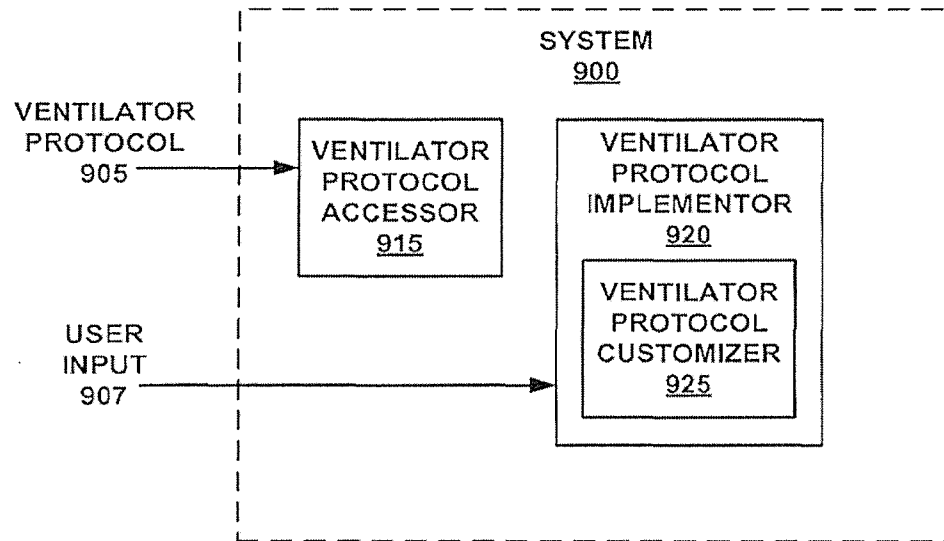 SYSTEM
900
VENTILATOR
PROTOCOL
905
VENTILATOR
PROTOCOL
ACCESSOR
915
VENTILATOR
PROTOCOL
IMPLEMENTOR
920
VENTILATOR
PROTOCOL
CUSTOMIZER
925
USER
INPUT
907